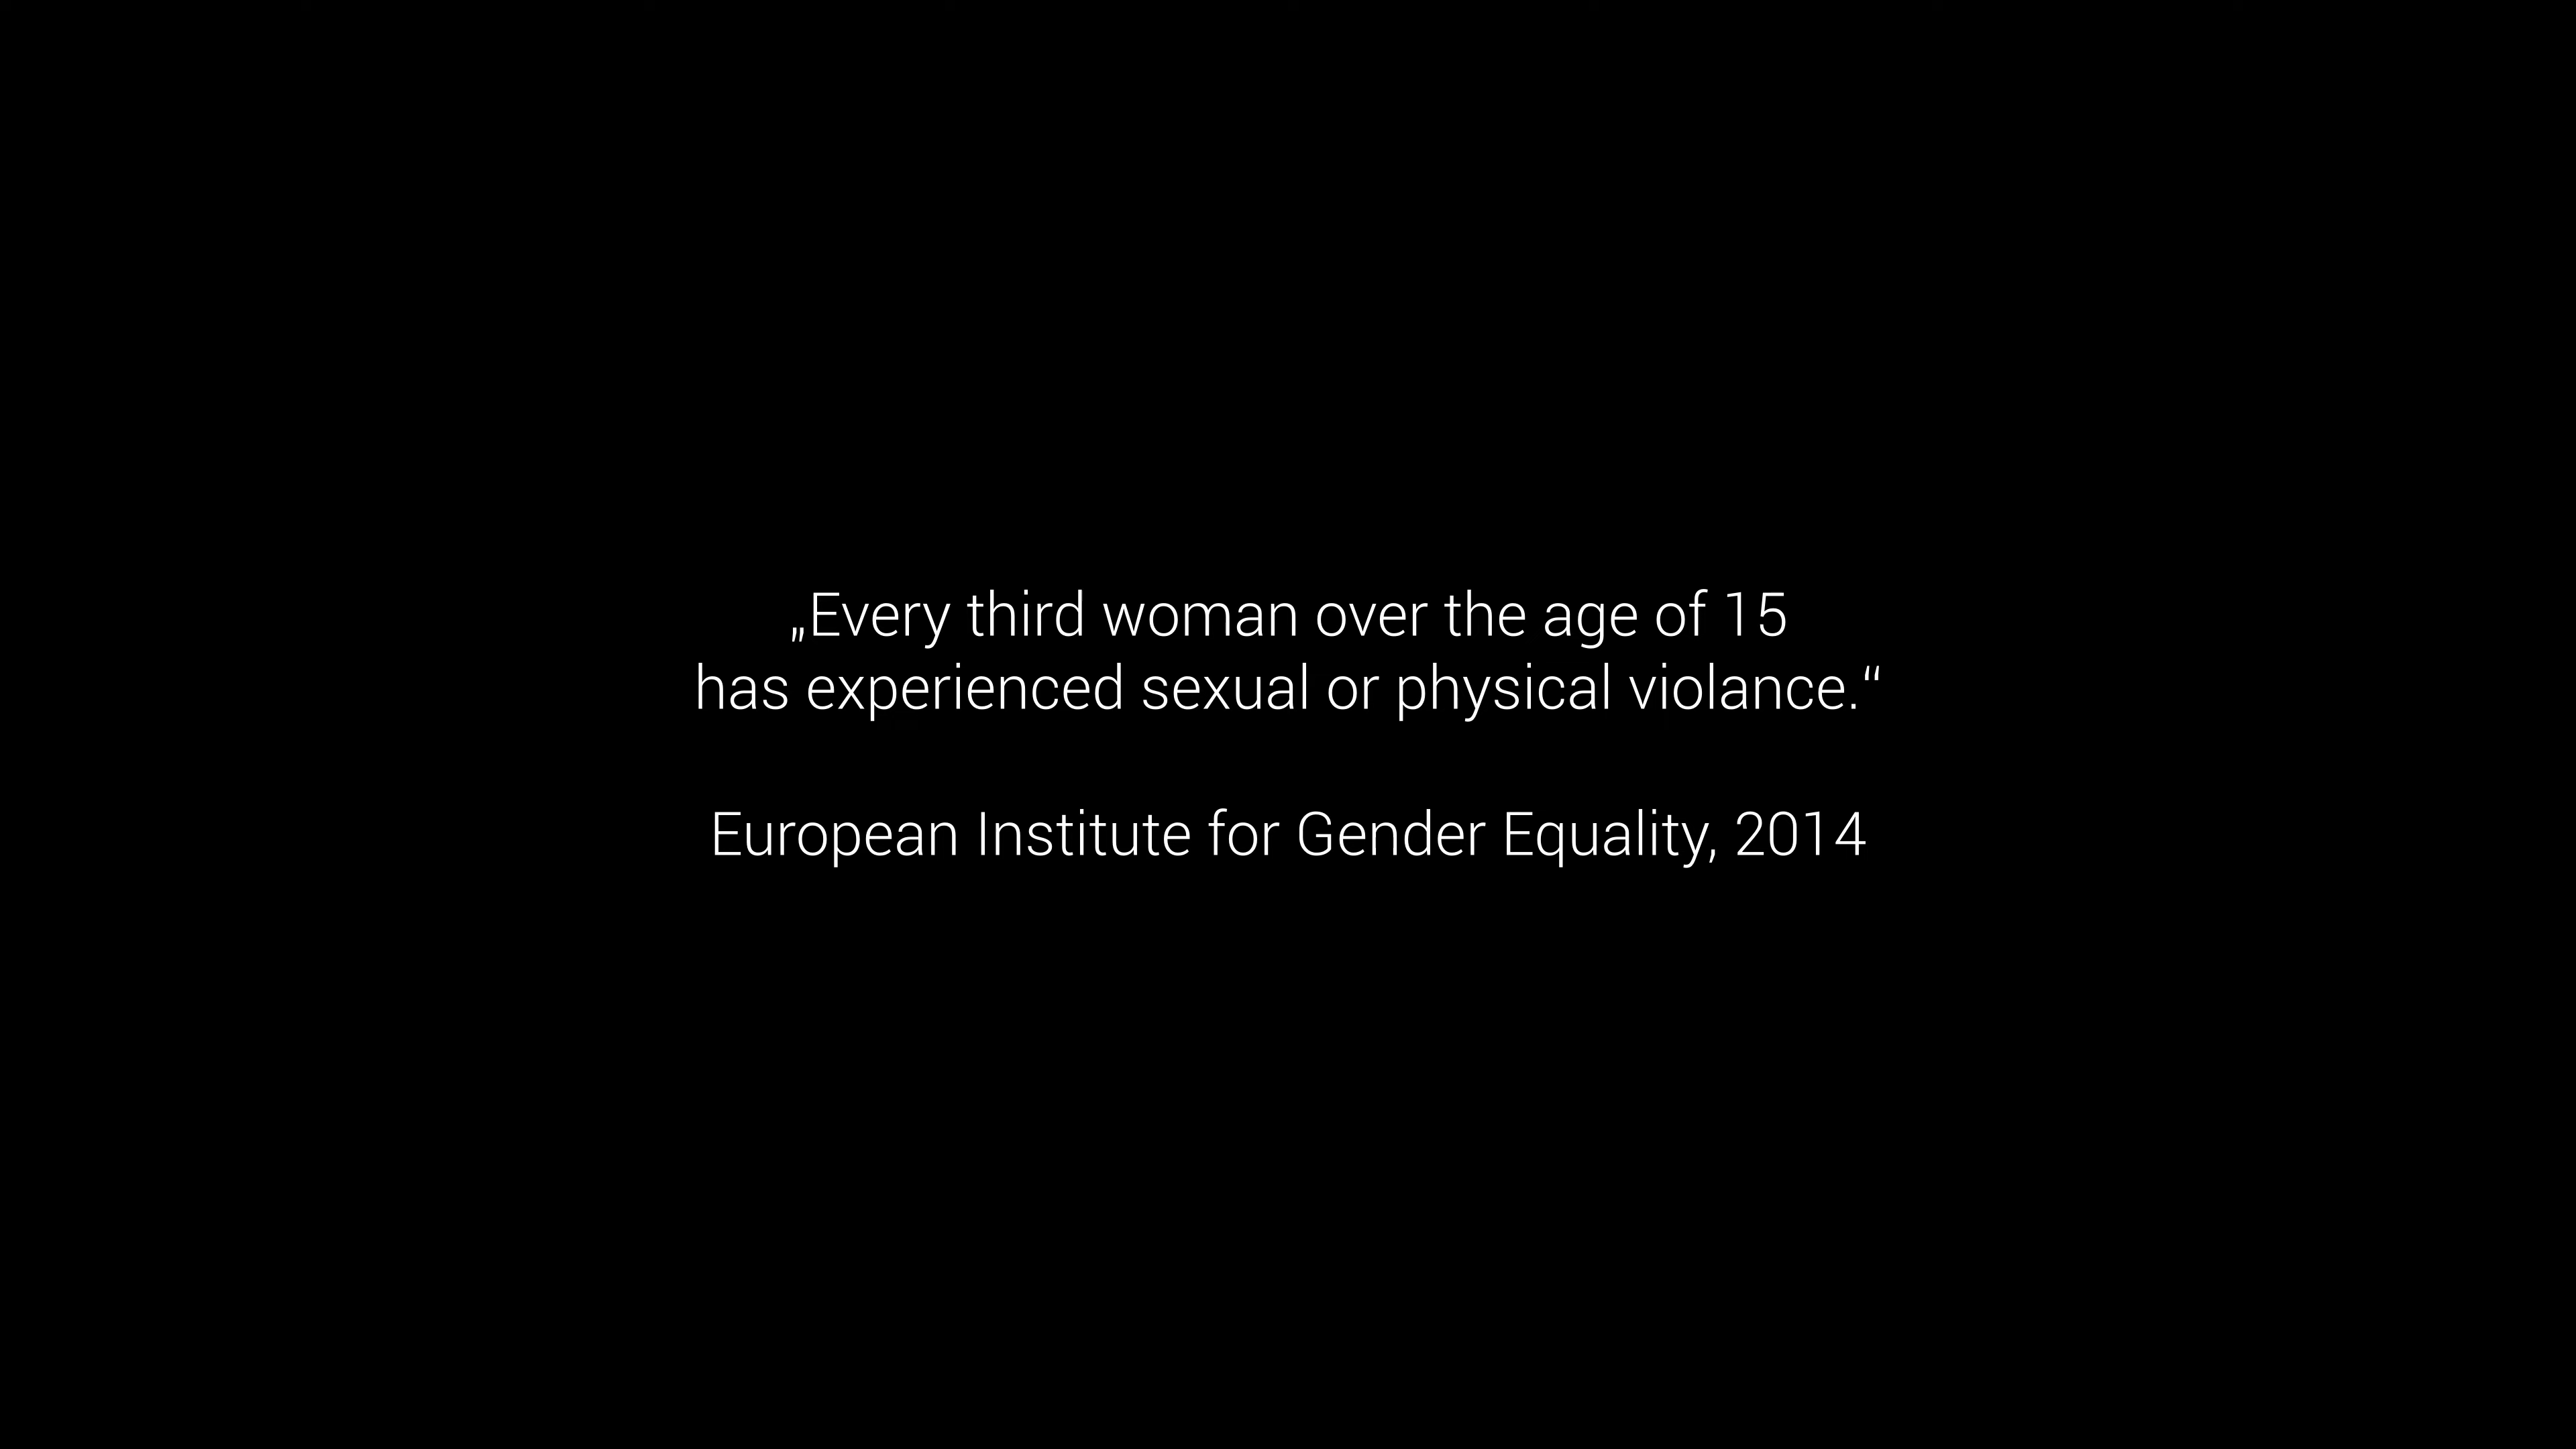 „Every third woman over the age of 15
has experienced sexual or physical violance.“
European Institute for Gender Equality, 2014